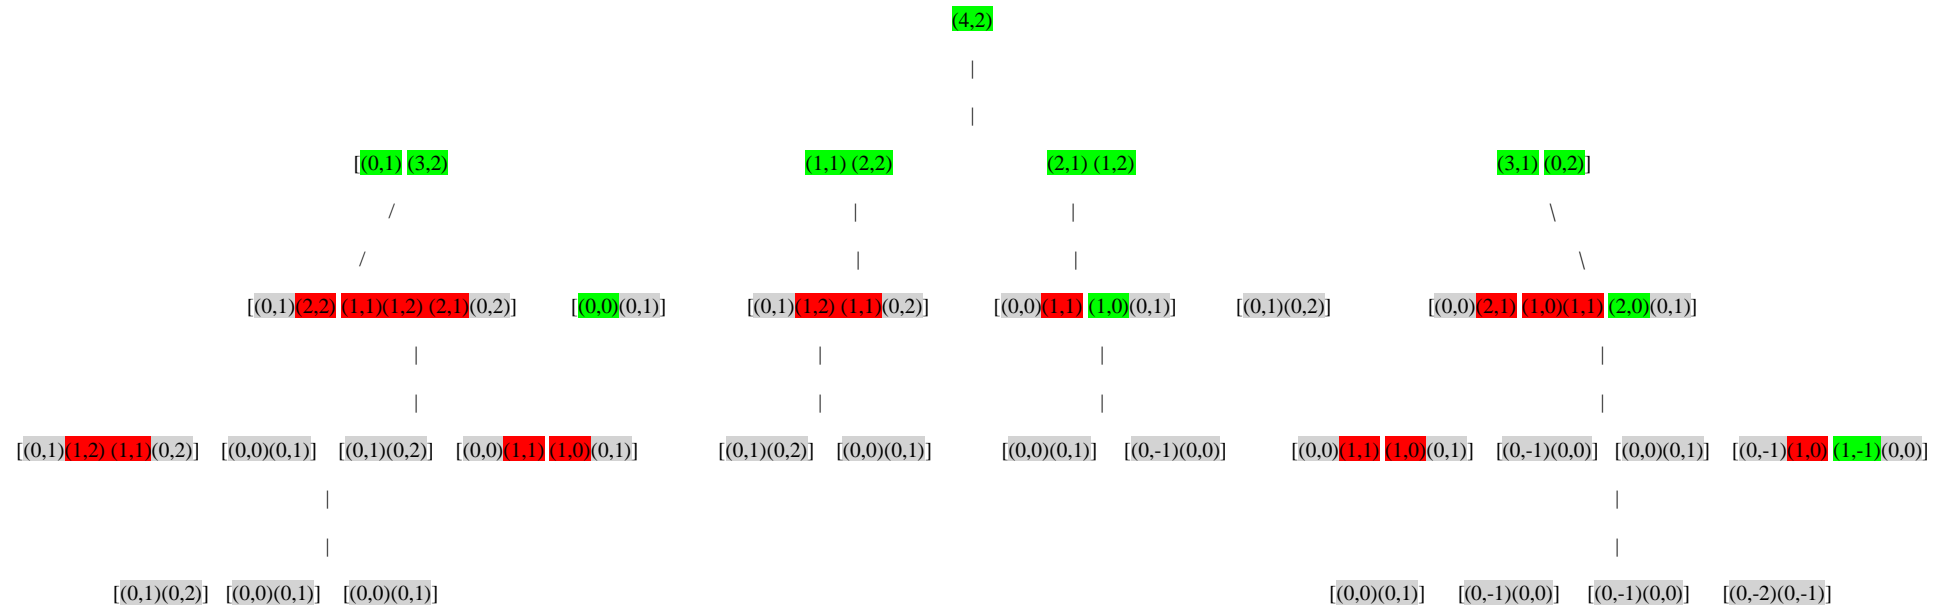 (4,2)
|
|
[(0,1) (3,2) (1,1) (2,2) (2,1) (1,2) (3,1) (0,2)]
/ | | \
/ | | \
[(0,1)(2,2) (1,1)(1,2) (2,1)(0,2)] [(0,0)(0,1)] [(0,1)(1,2) (1,1)(0,2)] [(0,0)(1,1) (1,0)(0,1)] [(0,1)(0,2)] [(0,0)(2,1) (1,0)(1,1) (2,0)(0,1)]
| | | |
| | | |
[(0,1)(1,2) (1,1)(0,2)] [(0,0)(0,1)] [(0,1)(0,2)] [(0,0)(1,1) (1,0)(0,1)] [(0,1)(0,2)] [(0,0)(0,1)] [(0,0)(0,1)] [(0,-1)(0,0)] [(0,0)(1,1) (1,0)(0,1)] [(0,-1)(0,0)] [(0,0)(0,1)] [(0,-1)(1,0) (1,-1)(0,0)]
| |
| |
[(0,1)(0,2)] [(0,0)(0,1)] [(0,0)(0,1)] [(0,0)(0,1)] [(0,-1)(0,0)] [(0,-1)(0,0)] [(0,-2)(0,-1)]